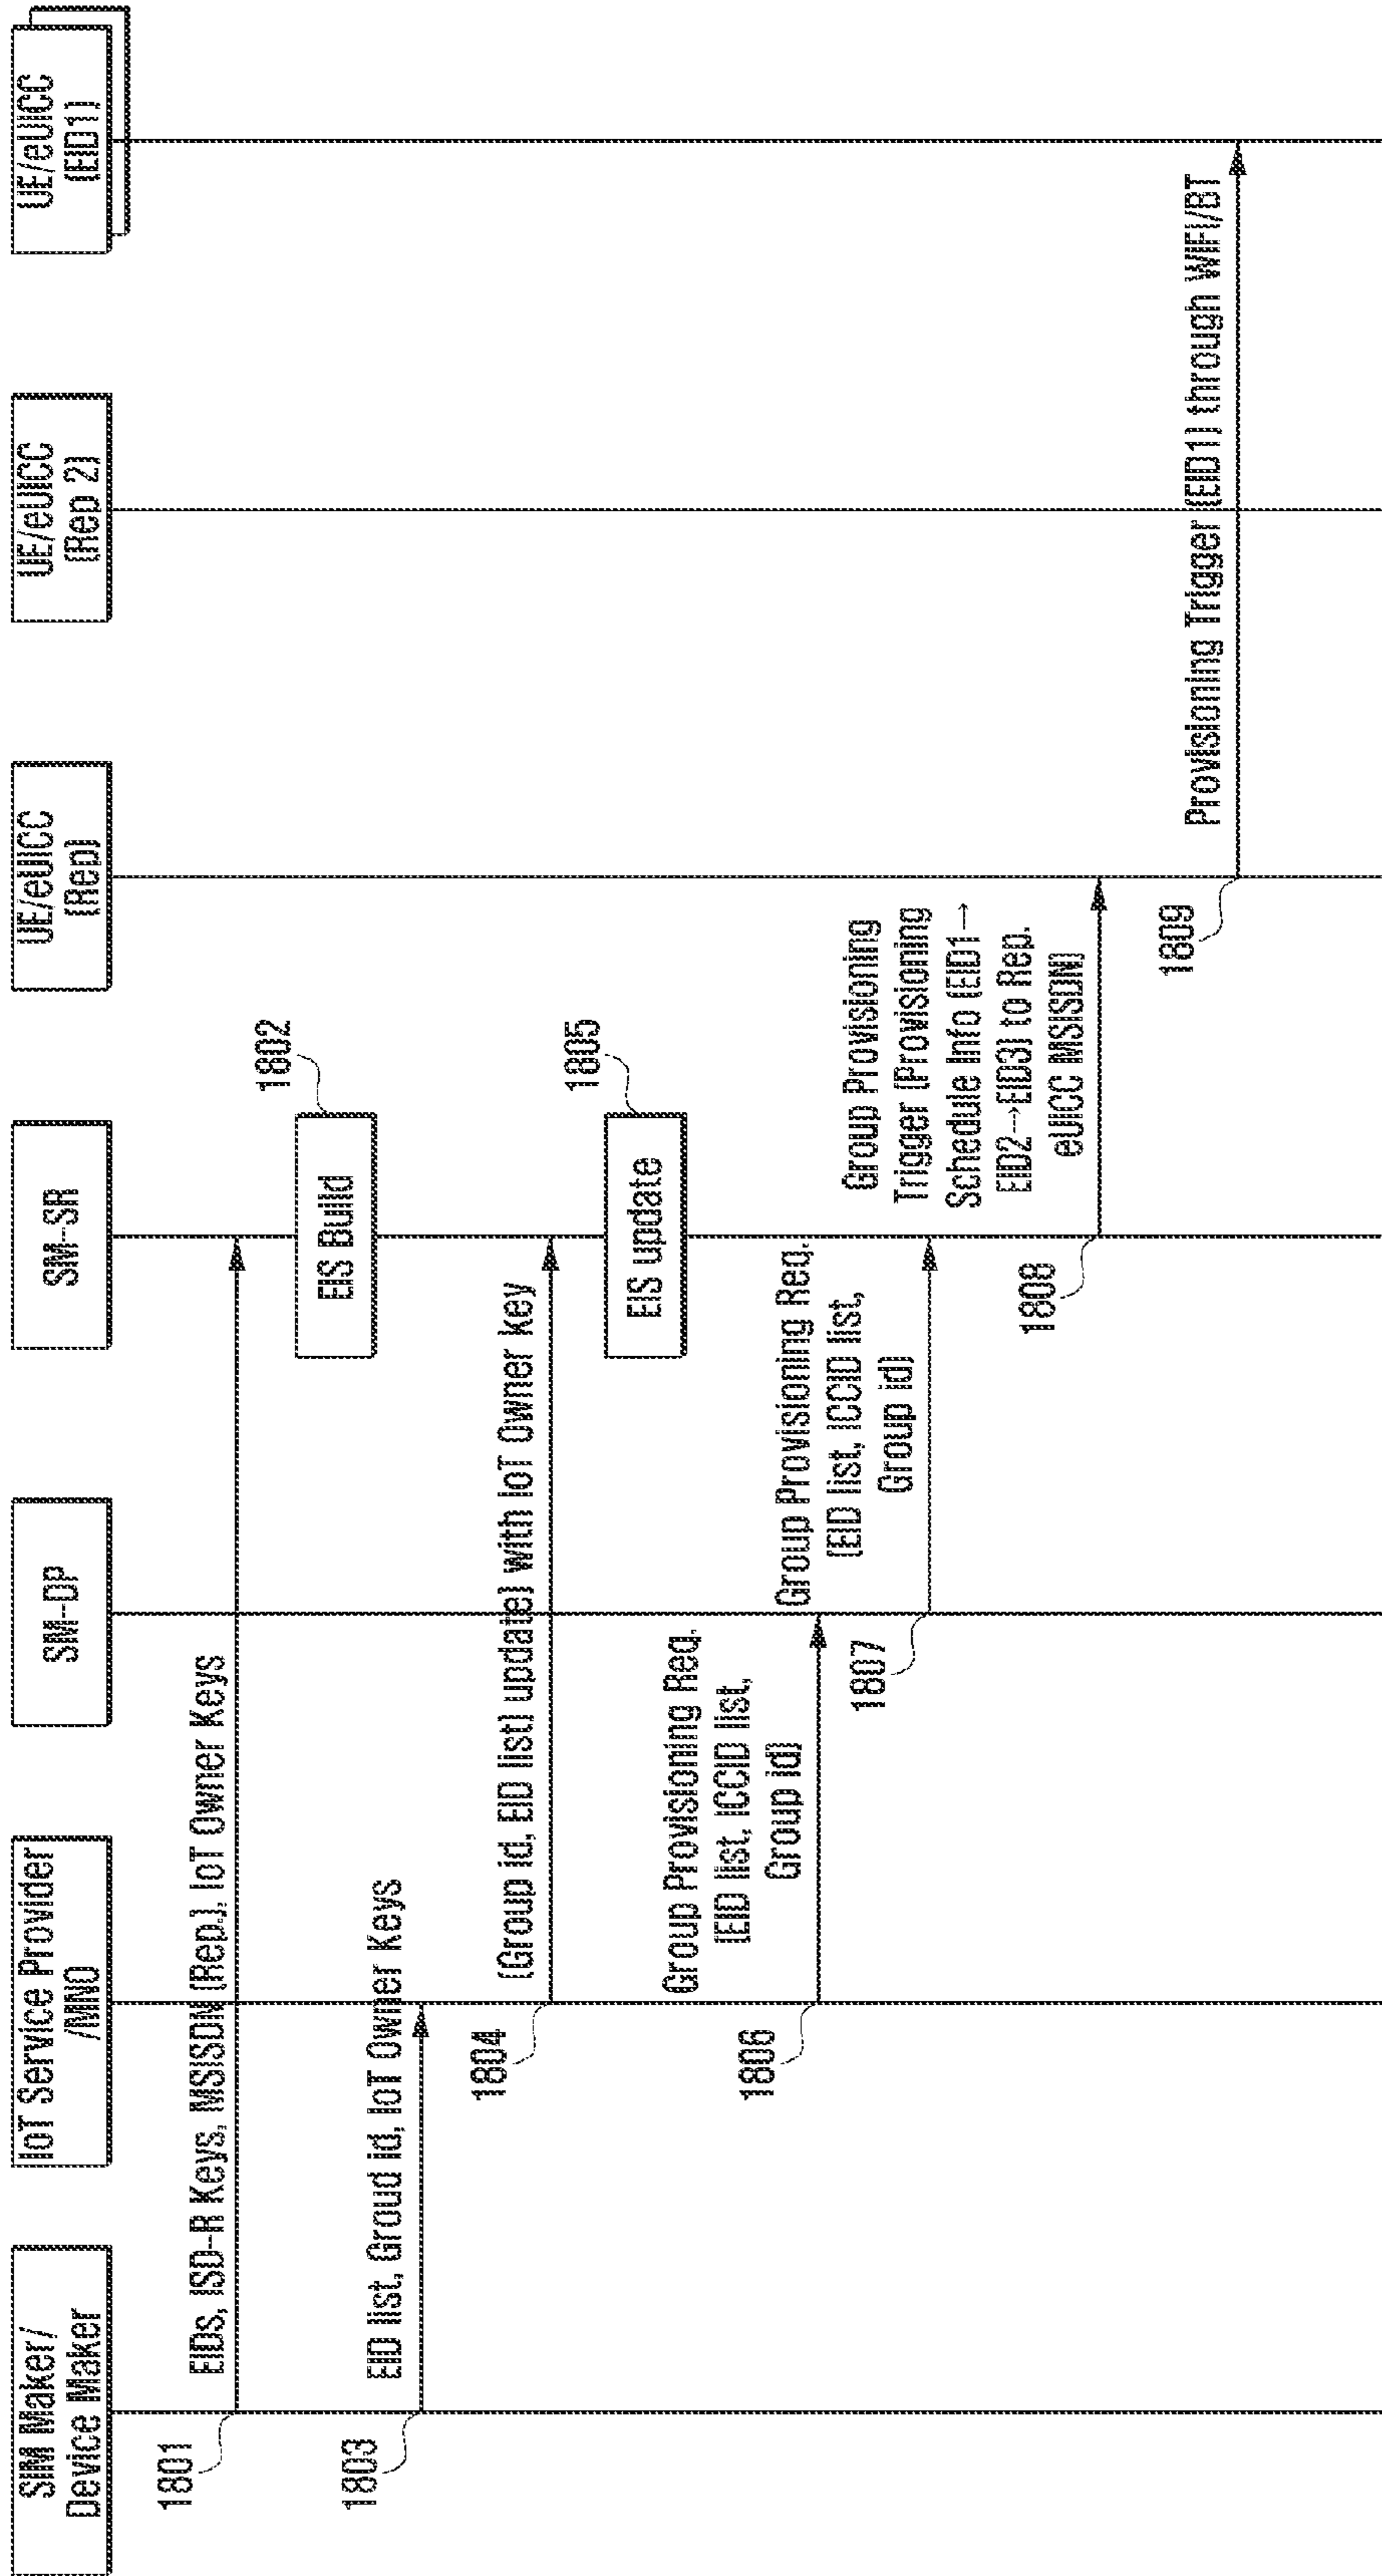 SIM Maker/
Device Maker
IoT Service Provider
/MNO
SM-DP
SM-SR
UE/eUICC
(Rep)
UE/eUICC
(Rep 2)
UE/eUICC
(EID1)
1801
EIDs, ISD-R Keys, MSISDN (Rep.), IoT Owner Keys
EIS Build
1802
1803
EID list, Groud id, IoT Owner Keys
1804
(Group id, EID list) update) with IoT Owner key
EIS update
1805
1806
Group Provisioning Req.
(EID list, ICCID list,
Group id)
1807
Group Provisioning Req.
(EID list, ICCID list,
Group id)
1808
Group Provisioning
Trigger (Provisioning
Schedule Info (EID1→
EID2→EID3) to Rep.
eUICC MSISDN)
1809
Provisioning Trigger (EID1) through WIFI/BT